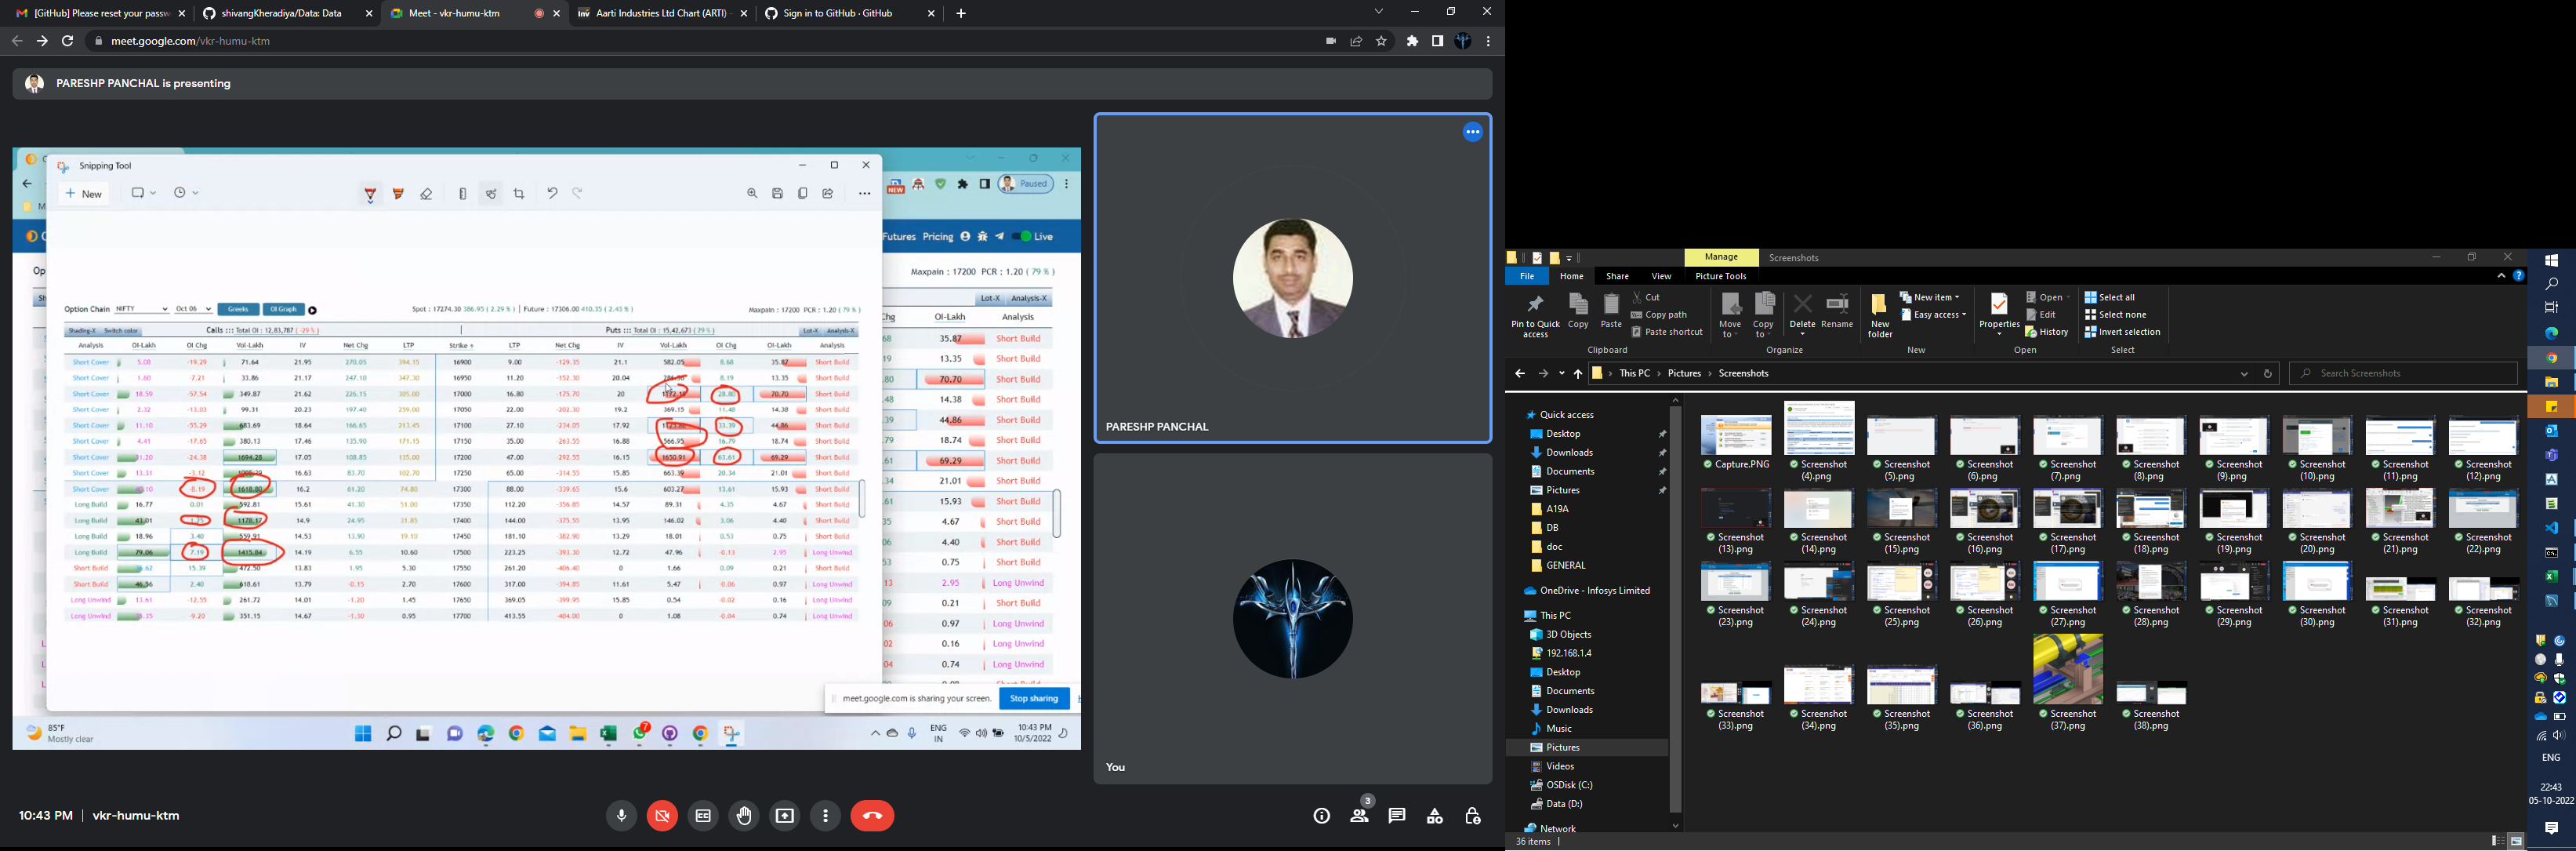 [GitHub] Please reset your passw
shivangKheradiya/Data: Data
Meet - vkr-humu-ktm
Aarti Industries Ltd Chart (ARTI) -
Sign in to GitHub · GitHub
meet.google.com/vkr-humu-ktm
PARESHP PANCHAL is presenting
Snipping Tool
New
Paused
NEW
Futures Pricing Live
Maxpain : 17200 PCR : 1.20 ( 79 % )
Lot-X Analysis-X
Chg OI-Lakh Analysis
35.87 Short Build
13.35 Short Build
70.70 Short Build
14.38 Short Build
44.86 Short Build
18.74 Short Build
69.29 Short Build
21.01 Short Build
15.93 Short Build
4.67 Short Build
4.40 Short Build
0.75 Short Build
2.95 Long Unwind
0.21 Short Build
0.97 Long Unwind
0.16 Long Unwind
0.74 Long Unwind
Option Chain NIFTY Oct 06 Greeks OI Graph
Spot : 17274.30 386.95 ( 2.29 % ) | Future : 17306.00 410.35 ( 2.43 % )
Maxpain : 17200 PCR : 1.20 ( 79 % )
Shading-X Switch color Calls ::: Total OI : 12,83,787 ( -29 % ) Puts ::: Total OI : 15,42,673 ( 29 % ) Lot-X Analysis-X
Analysis OI-Lakh OI Chg Vol-Lakh IV Net Chg LTP Strike LTP Net Chg IV Vol-Lakh OI Chg OI-Lakh Analysis
Short Cover 5.08 -19.29 71.64 21.95 270.05 394.15 16900 9.00 -129.35 21.1 582.05 8.68 35.87 Short Build
Short Cover 1.60 -7.21 33.86 21.17 247.10 347.30 16950 11.20 -152.30 20.04 8.19 13.35 Short Build
Short Cover 18.59 -57.54 349.87 21.62 226.15 305.00 17000 16.80 -175.70 20 28.80 70.70 Short Build
Short Cover 2.32 -13.03 99.31 20.23 197.40 259.00 17050 22.00 -202.30 19.2 369.15 11.48 14.38 Short Build
Short Cover 11.10 -55.29 683.69 18.64 166.65 213.45 17100 27.10 -234.05 17.92 33.39 44.86 Short Build
Short Cover 4.41 -17.65 380.13 17.46 135.90 171.15 17150 35.00 -263.55 16.88 566.95 16.79 18.74 Short Build
Short Cover 31.20 -24.38 1694.28 17.05 108.85 135.00 17200 47.00 -292.55 16.15 1650.91 63.61 69.29 Short Build
Short Cover 13.31 -3.12 16.63 83.70 102.70 17250 65.00 -314.55 15.85 663.39 20.34 21.01 Short Build
Short Cover -8.19 1618.80 16.2 61.20 74.80 17300 88.00 -339.65 15.6 603.27 13.61 15.93 Short Build
Long Build 16.77 0.01 592.81 15.61 41.30 51.00 17350 112.20 -356.85 14.57 89.31 4.35 4.67 Short Build
Long Build 43.01 1178.17 14.9 24.95 31.85 17400 144.00 -375.55 13.95 146.02 3.06 4.40 Short Build
Long Build 18.96 3.40 559.91 14.53 13.90 19.10 17450 181.10 -382.90 13.29 18.01 0.53 0.75 Short Build
Long Build 79.06 7.19 1415.84 14.19 6.55 10.60 17500 223.25 -393.30 12.72 47.96 -0.13 2.95 Long Unwind
Short Build 15.39 472.50 13.83 1.95 5.30 17550 261.20 -406.40 0 1.66 0.09 0.21 Short Build
Short Build 46.56 2.40 618.61 13.79 -0.15 2.70 17600 317.00 -394.85 11.61 5.47 -0.06 0.97 Long Unwind
Long Unwind 13.61 -12.55 261.72 14.01 -1.20 1.45 17650 369.05 -399.95 15.85 0.54 -0.02 0.16 Long Unwind
Long Unwind -9.20 351.15 14.67 -1.30 0.95 17700 413.55 -404.00 0 1.08 -0.04 0.74 Long Unwind
meet.google.com is sharing your screen. Stop sharing
85°F
Mostly clear
7
ENG
IN
10:43 PM
10/5/2022
PARESHP PANCHAL
You
10:43 PM | vkr-humu-ktm
3
Manage Screenshots
File Home Share View Picture Tools
Pin to Quick access
Copy
Paste
Cut
Copy path
Paste shortcut
Clipboard
Move to
Copy to
Delete
Rename
Organize
New folder
New item
Easy access
New
Properties
Open
Edit
History
Open
Select all
Select none
Invert selection
Select
This PC > Pictures > Screenshots
Search Screenshots
Quick access
Desktop
Downloads
Documents
Pictures
A19A
DB
doc
GENERAL
OneDrive - Infosys Limited
This PC
3D Objects
192.168.1.4
Desktop
Documents
Downloads
Music
Pictures
Videos
OSDisk (C:)
Data (D:)
Network
Capture.PNG
Screenshot (4).png
Screenshot (5).png
Screenshot (6).png
Screenshot (7).png
Screenshot (8).png
Screenshot (9).png
Screenshot (10).png
Screenshot (11).png
Screenshot (12).png
Screenshot (13).png
Screenshot (14).png
Screenshot (15).png
Screenshot (16).png
Screenshot (17).png
Screenshot (18).png
Screenshot (19).png
Screenshot (20).png
Screenshot (21).png
Screenshot (22).png
Screenshot (23).png
Screenshot (24).png
Screenshot (25).png
Screenshot (26).png
Screenshot (27).png
Screenshot (28).png
Screenshot (29).png
Screenshot (30).png
Screenshot (31).png
Screenshot (32).png
Screenshot (33).png
Screenshot (34).png
Screenshot (35).png
Screenshot (36).png
Screenshot (37).png
Screenshot (38).png
36 items
ENG
22:43
05-10-2022